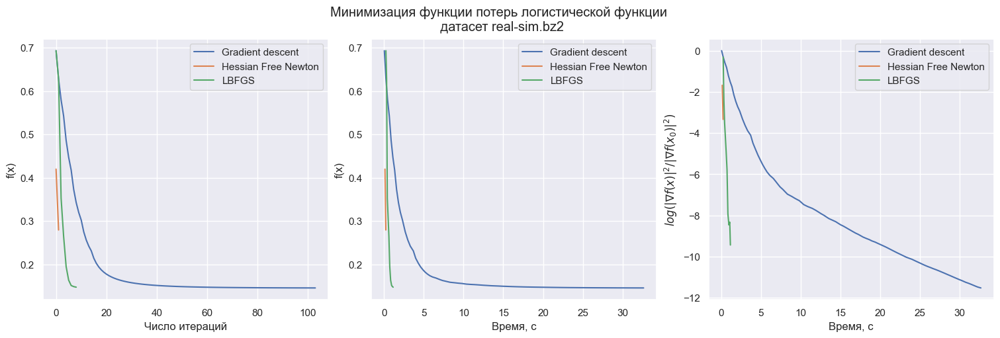 Минимизация функции потерь логистической функции
датасет real-sim.bz2
0.7
0.6
0.5
0.4
0.3
0.2
f(x)
0 20 40 60 80 100
Число итераций
Gradient descent
Hessian Free Newton
LBFGS
0.7
0.6
0.5
0.4
0.3
0.2
f(x)
0 5 10 15 20 25 30
Время, с
Gradient descent
Hessian Free Newton
LBFGS
0
−2
−4
−6
−8
−10
−12
log(|∇f(x)|²/|∇f(x₀)|²)
0 5 10 15 20 25 30
Время, с
Gradient descent
Hessian Free Newton
LBFGS